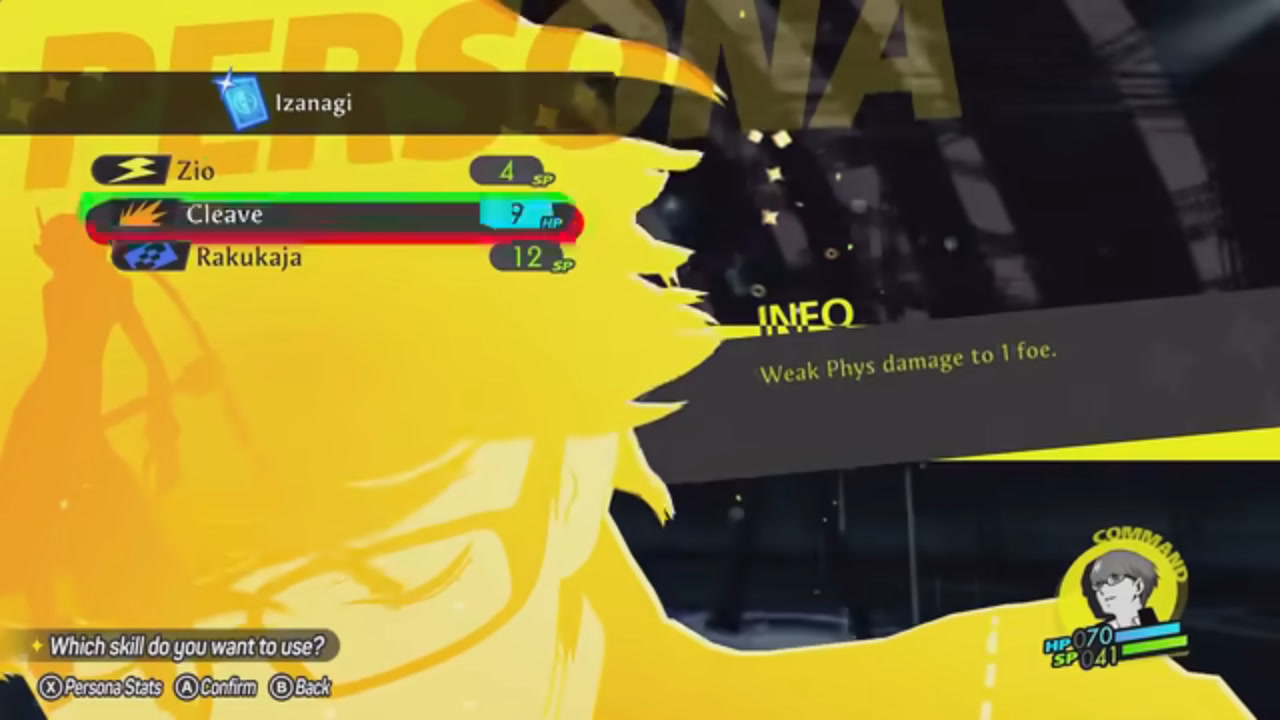 PERSONA
Izanagi
Zio 4 SP
Cleave 9 HP
Rakukaja 12 SP
INFO
Weak Phys damage to 1 foe.
COMMAND
HP 070
SP 041
Which skill do you want to use?
X Persona Stats A Confirm B Back